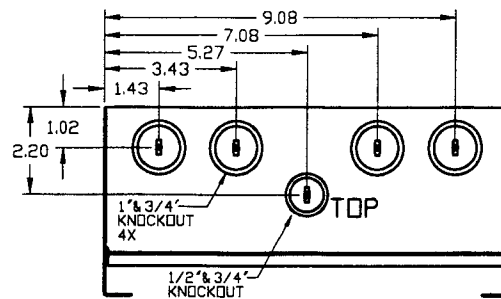 9.08
7.08
5.27
3.43
1.43
1.02
2.20
TOP
1"&3/4"
KNOCKOUT
4X
1/2"&3/4"
KNOCKOUT